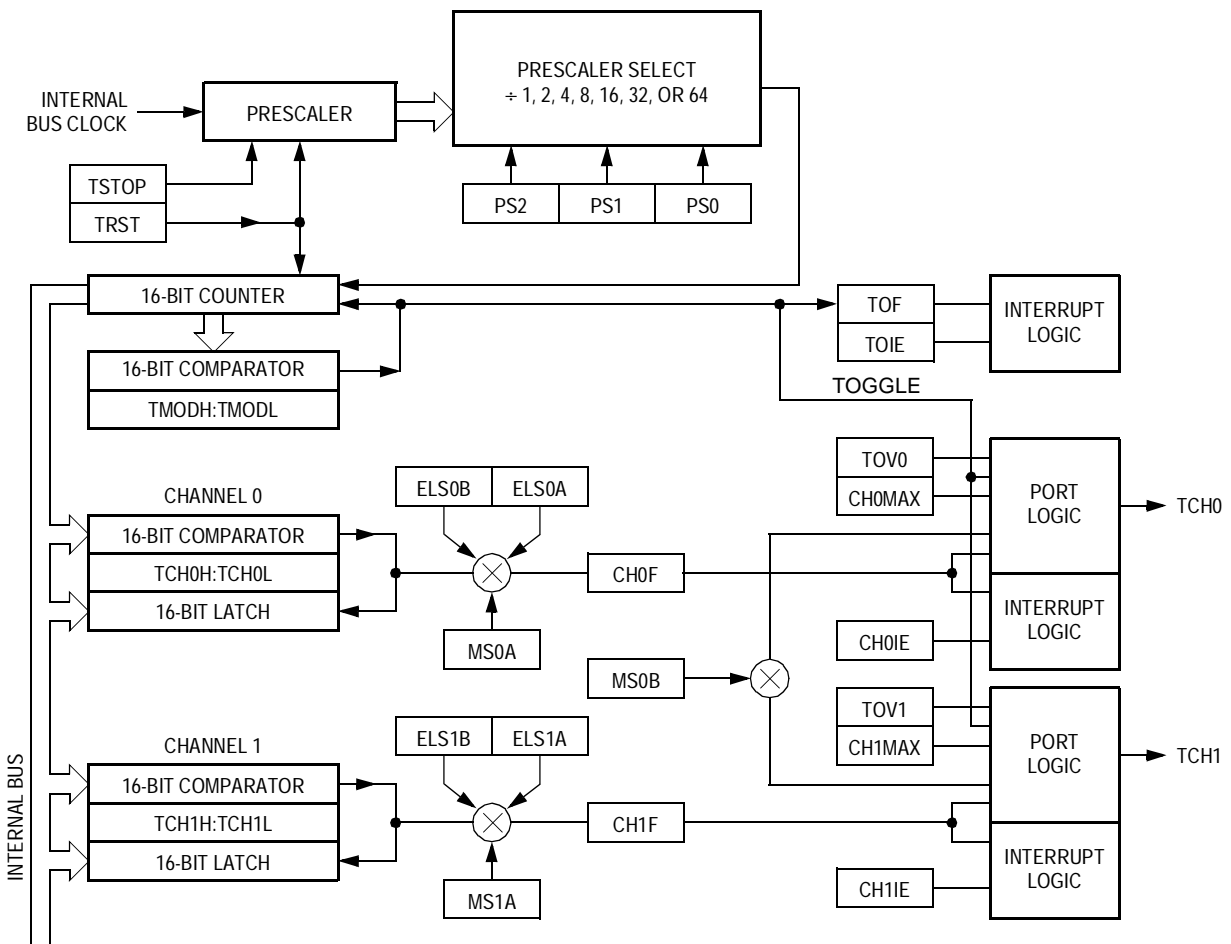 PRESCALER SELECT
÷ 1, 2, 4, 8, 16, 32, OR 64
INTERNAL
BUS CLOCK
PRESCALER
TSTOP
TRST
PS2
PS1
PS0
16-BIT COUNTER
TOF
TOIE
INTERRUPT
LOGIC
16-BIT COMPARATOR
TMODH:TMODL
TOGGLE
CHANNEL 0
ELS0B
ELS0A
TOV0
CH0MAX
PORT
LOGIC
TCH0
16-BIT COMPARATOR
TCH0H:TCH0L
16-BIT LATCH
CH0F
MS0A
INTERRUPT
LOGIC
CH0IE
MS0B
CHANNEL 1
ELS1B
ELS1A
TOV1
CH1MAX
PORT
LOGIC
TCH1
16-BIT COMPARATOR
TCH1H:TCH1L
16-BIT LATCH
CH1F
MS1A
INTERRUPT
LOGIC
CH1IE
INTERNAL BUS